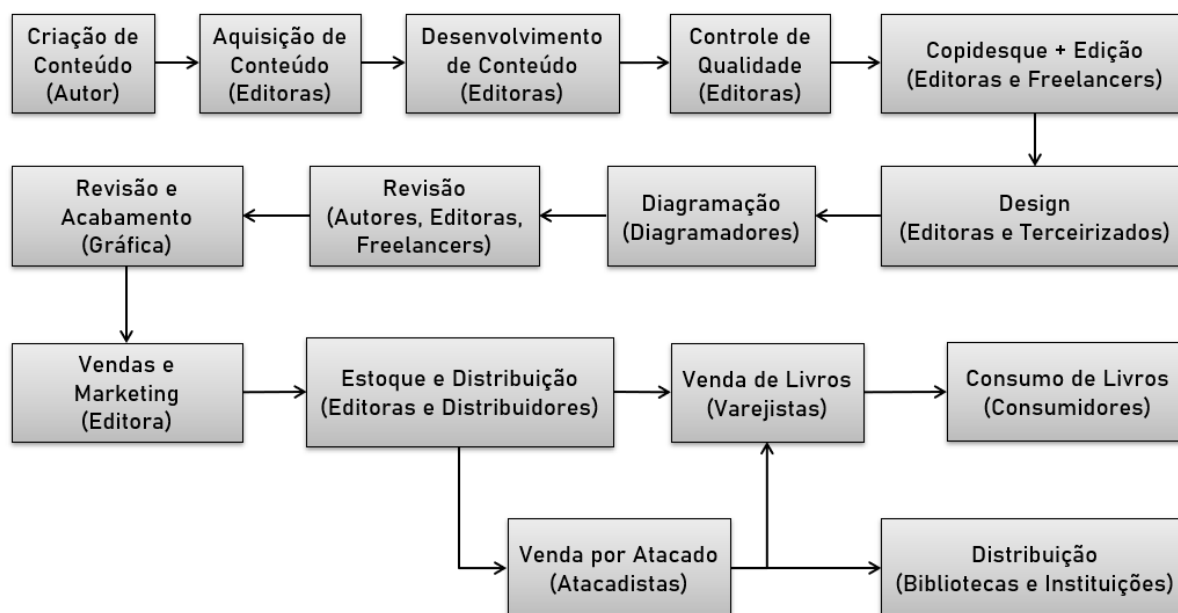 Criação de
Conteúdo
(Autor)
Aquisição de
Conteúdo
(Editoras)
Desenvolvimento
de Conteúdo
(Editoras)
Controle de
Qualidade
(Editoras)
Copidesque + Edição
(Editoras e Freelancers)
Design
(Editoras e Terceirizados)
Diagramação
(Diagramadores)
Revisão
(Autores, Editoras,
Freelancers)
Revisão e
Acabamento
(Gráfica)
Vendas e
Marketing
(Editora)
Estoque e Distribuição
(Editoras e Distribuidores)
Venda de Livros
(Varejistas)
Consumo de Livros
(Consumidores)
Venda por Atacado
(Atacadistas)
Distribuição
(Bibliotecas e Instituições)